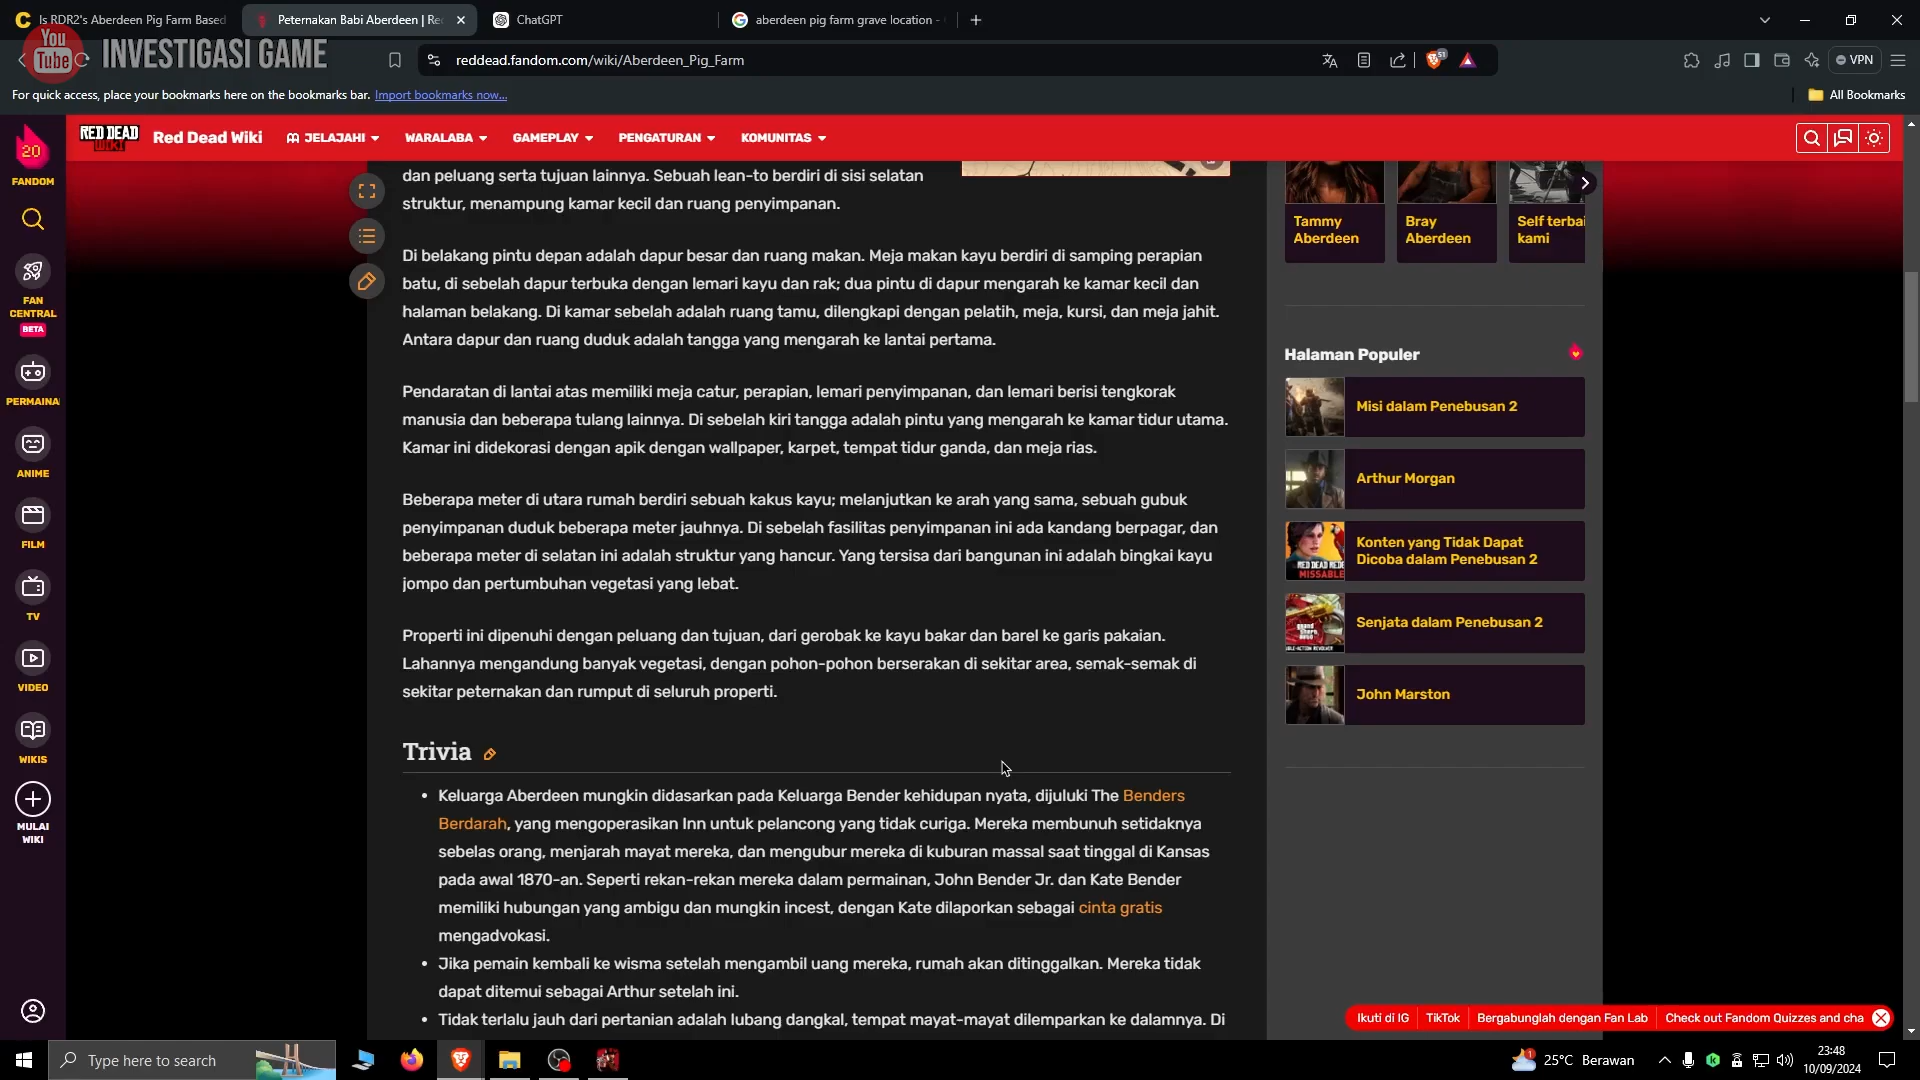 Is RDR2's Aberdeen Pig Farm Based
Peternakan Babi Aberdeen | Re
ChatGPT
aberdeen pig farm grave location -
You
Tube
INVESTIGASI GAME
reddead.fandom.com/wiki/Aberdeen_Pig_Farm
51
VPN
For quick access, place your bookmarks here on the bookmarks bar. Import bookmarks now...
All Bookmarks
RED DEAD
WIKI
Red Dead Wiki
JELAJAHI
WARALABA
GAMEPLAY
PENGATURAN
KOMUNITAS
20
FANDOM
FAN
CENTRAL
BETA
PERMAINA
ANIME
FILM
TV
VIDEO
WIKIS
MULAI
WIKI
dan peluang serta tujuan lainnya. Sebuah lean-to berdiri di sisi selatan
struktur, menampung kamar kecil dan ruang penyimpanan.
Di belakang pintu depan adalah dapur besar dan ruang makan. Meja makan kayu berdiri di samping perapian
batu, di sebelah dapur terbuka dengan lemari kayu dan rak; dua pintu di dapur mengarah ke kamar kecil dan
halaman belakang. Di kamar sebelah adalah ruang tamu, dilengkapi dengan pelatih, meja, kursi, dan meja jahit.
Antara dapur dan ruang duduk adalah tangga yang mengarah ke lantai pertama.
Pendaratan di lantai atas memiliki meja catur, perapian, lemari penyimpanan, dan lemari berisi tengkorak
manusia dan beberapa tulang lainnya. Di sebelah kiri tangga adalah pintu yang mengarah ke kamar tidur utama.
Kamar ini didekorasi dengan apik dengan wallpaper, karpet, tempat tidur ganda, dan meja rias.
Beberapa meter di utara rumah berdiri sebuah kakus kayu; melanjutkan ke arah yang sama, sebuah gubuk
penyimpanan duduk beberapa meter jauhnya. Di sebelah fasilitas penyimpanan ini ada kandang berpagar, dan
beberapa meter di selatan ini adalah struktur yang hancur. Yang tersisa dari bangunan ini adalah bingkai kayu
jompo dan pertumbuhan vegetasi yang lebat.
Properti ini dipenuhi dengan peluang dan tujuan, dari gerobak ke kayu bakar dan barel ke garis pakaian.
Lahannya mengandung banyak vegetasi, dengan pohon-pohon berserakan di sekitar area, semak-semak di
sekitar peternakan dan rumput di seluruh properti.
Trivia
• Keluarga Aberdeen mungkin didasarkan pada Keluarga Bender kehidupan nyata, dijuluki The Benders
Berdarah, yang mengoperasikan Inn untuk pelancong yang tidak curiga. Mereka membunuh setidaknya
sebelas orang, menjarah mayat mereka, dan mengubur mereka di kuburan massal saat tinggal di Kansas
pada awal 1870-an. Seperti rekan-rekan mereka dalam permainan, John Bender Jr. dan Kate Bender
memiliki hubungan yang ambigu dan mungkin incest, dengan Kate dilaporkan sebagai cinta gratis
mengadvokasi.
• Jika pemain kembali ke wisma setelah mengambil uang mereka, rumah akan ditinggalkan. Mereka tidak
dapat ditemui sebagai Arthur setelah ini.
• Tidak terlalu jauh dari pertanian adalah lubang dangkal, tempat mayat-mayat dilemparkan ke dalamnya. Di
Tammy
Aberdeen
Bray
Aberdeen
Self terbai
kami
Halaman Populer
Misi dalam Penebusan 2
Arthur Morgan
Konten yang Tidak Dapat
Dicoba dalam Penebusan 2
RED DEAD REDE
MISSABLE
Senjata dalam Penebusan 2
John Marston
Ikuti di IG
TikTok
Bergabunglah dengan Fan Lab
Check out Fandom Quizzes and cha
Type here to search
1
25°C Berawan
23:48
10/09/2024